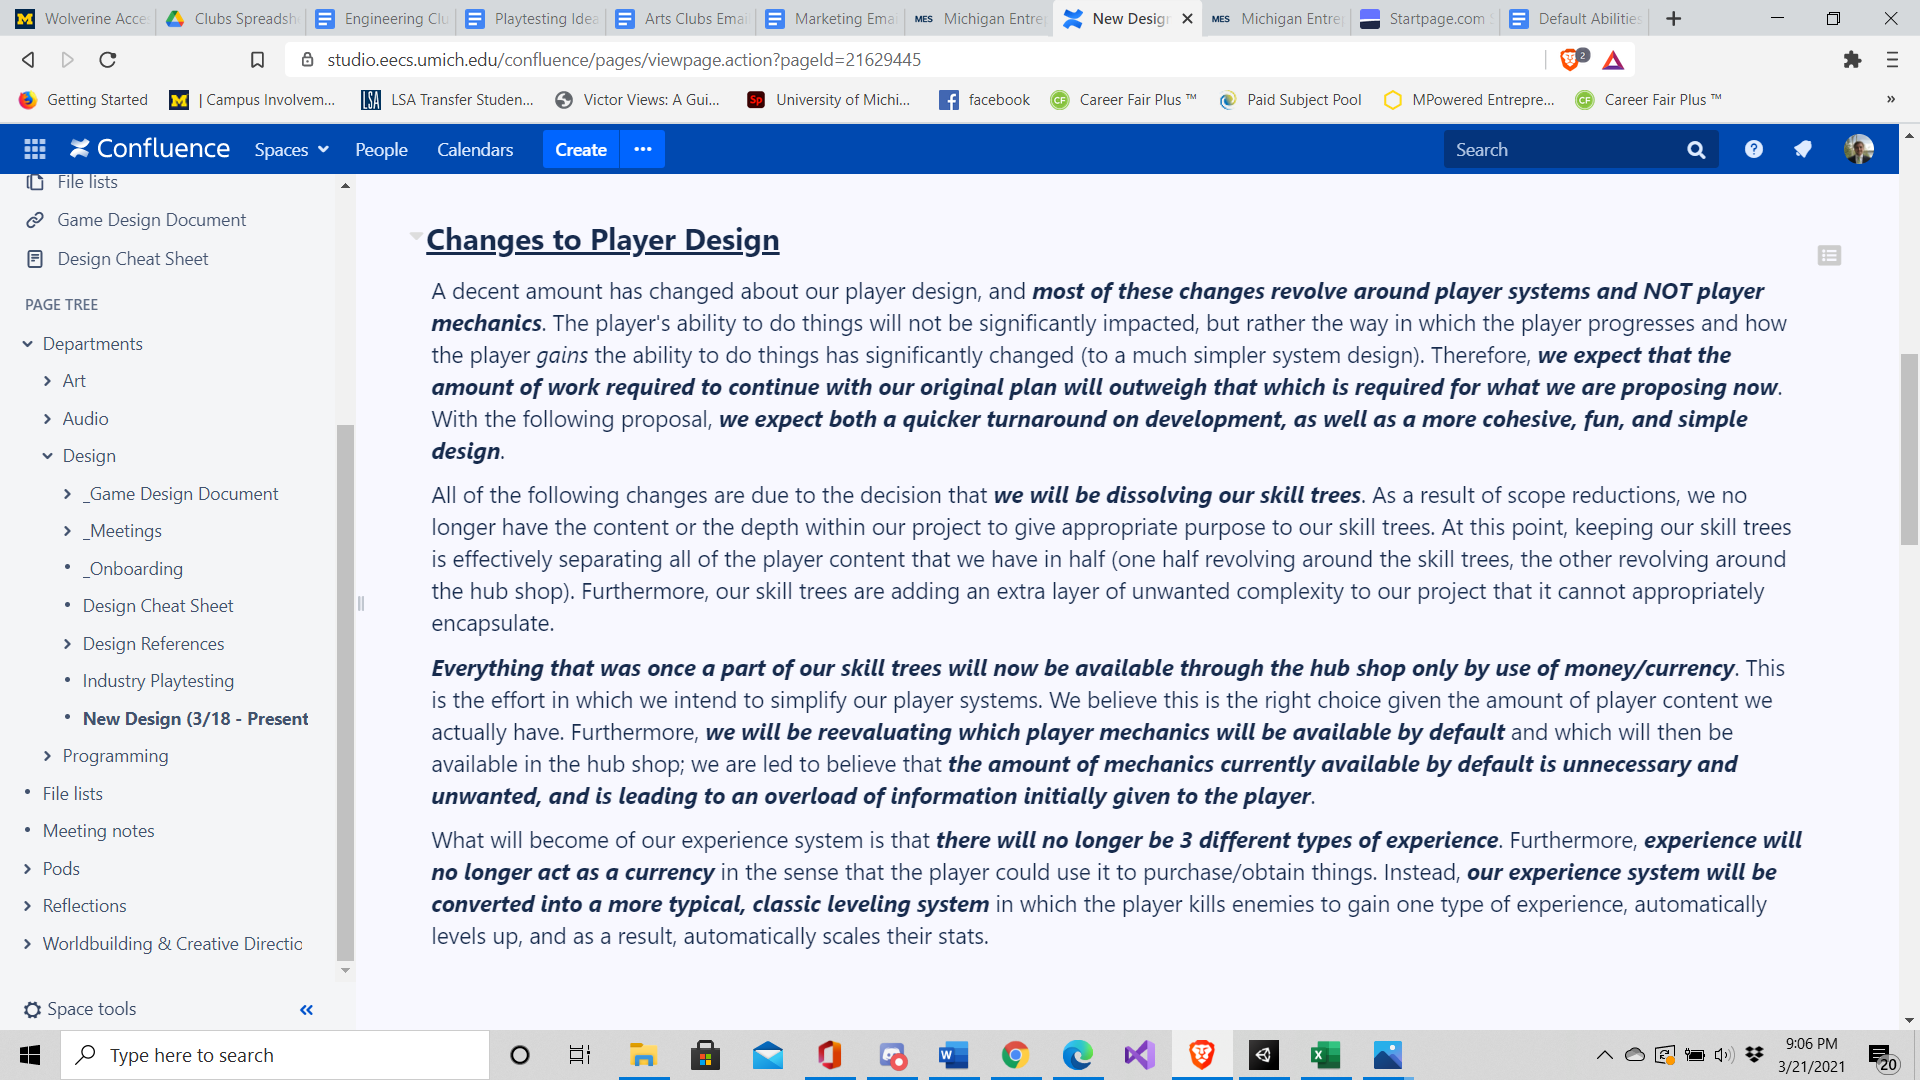 Wolverine Acce
Clubs Spreadsh
Engineering Clu
Playtesting Idea
Arts Clubs Emai
Marketing Emai
MES Michigan Entre
New Design
MES Michigan Entre
Startpage.com
Default Abilities
studio.eecs.umich.edu/confluence/pages/viewpage.action?pageId=21629445
2
Getting Started
| Campus Involvem...
LSA LSA Transfer Studen...
Victor Views: A Gui...
Sp University of Michi...
facebook
CF Career Fair Plus ™
Paid Subject Pool
MPowered Entrepre...
CF Career Fair Plus ™
»
Confluence
Spaces
People
Calendars
Create
···
Search
File lists
Game Design Document
Design Cheat Sheet
PAGE TREE
Departments
Art
Audio
Design
_Game Design Document
_Meetings
_Onboarding
Design Cheat Sheet
Design References
Industry Playtesting
New Design (3/18 - Present
Programming
File lists
Meeting notes
Pods
Reflections
Worldbuilding & Creative Directic
Space tools
Changes to Player Design
A decent amount has changed about our player design, and most of these changes revolve around player systems and NOT player
mechanics. The player's ability to do things will not be significantly impacted, but rather the way in which the player progresses and how
the player gains the ability to do things has significantly changed (to a much simpler system design). Therefore, we expect that the
amount of work required to continue with our original plan will outweigh that which is required for what we are proposing now.
With the following proposal, we expect both a quicker turnaround on development, as well as a more cohesive, fun, and simple
design.
All of the following changes are due to the decision that we will be dissolving our skill trees. As a result of scope reductions, we no
longer have the content or the depth within our project to give appropriate purpose to our skill trees. At this point, keeping our skill trees
is effectively separating all of the player content that we have in half (one half revolving around the skill trees, the other revolving around
the hub shop). Furthermore, our skill trees are adding an extra layer of unwanted complexity to our project that it cannot appropriately
encapsulate.
Everything that was once a part of our skill trees will now be available through the hub shop only by use of money/currency. This
is the effort in which we intend to simplify our player systems. We believe this is the right choice given the amount of player content we
actually have. Furthermore, we will be reevaluating which player mechanics will be available by default and which will then be
available in the hub shop; we are led to believe that the amount of mechanics currently available by default is unnecessary and
unwanted, and is leading to an overload of information initially given to the player.
What will become of our experience system is that there will no longer be 3 different types of experience. Furthermore, experience will
no longer act as a currency in the sense that the player could use it to purchase/obtain things. Instead, our experience system will be
converted into a more typical, classic leveling system in which the player kills enemies to gain one type of experience, automatically
levels up, and as a result, automatically scales their stats.
Type here to search
9:06 PM
3/21/2021
20